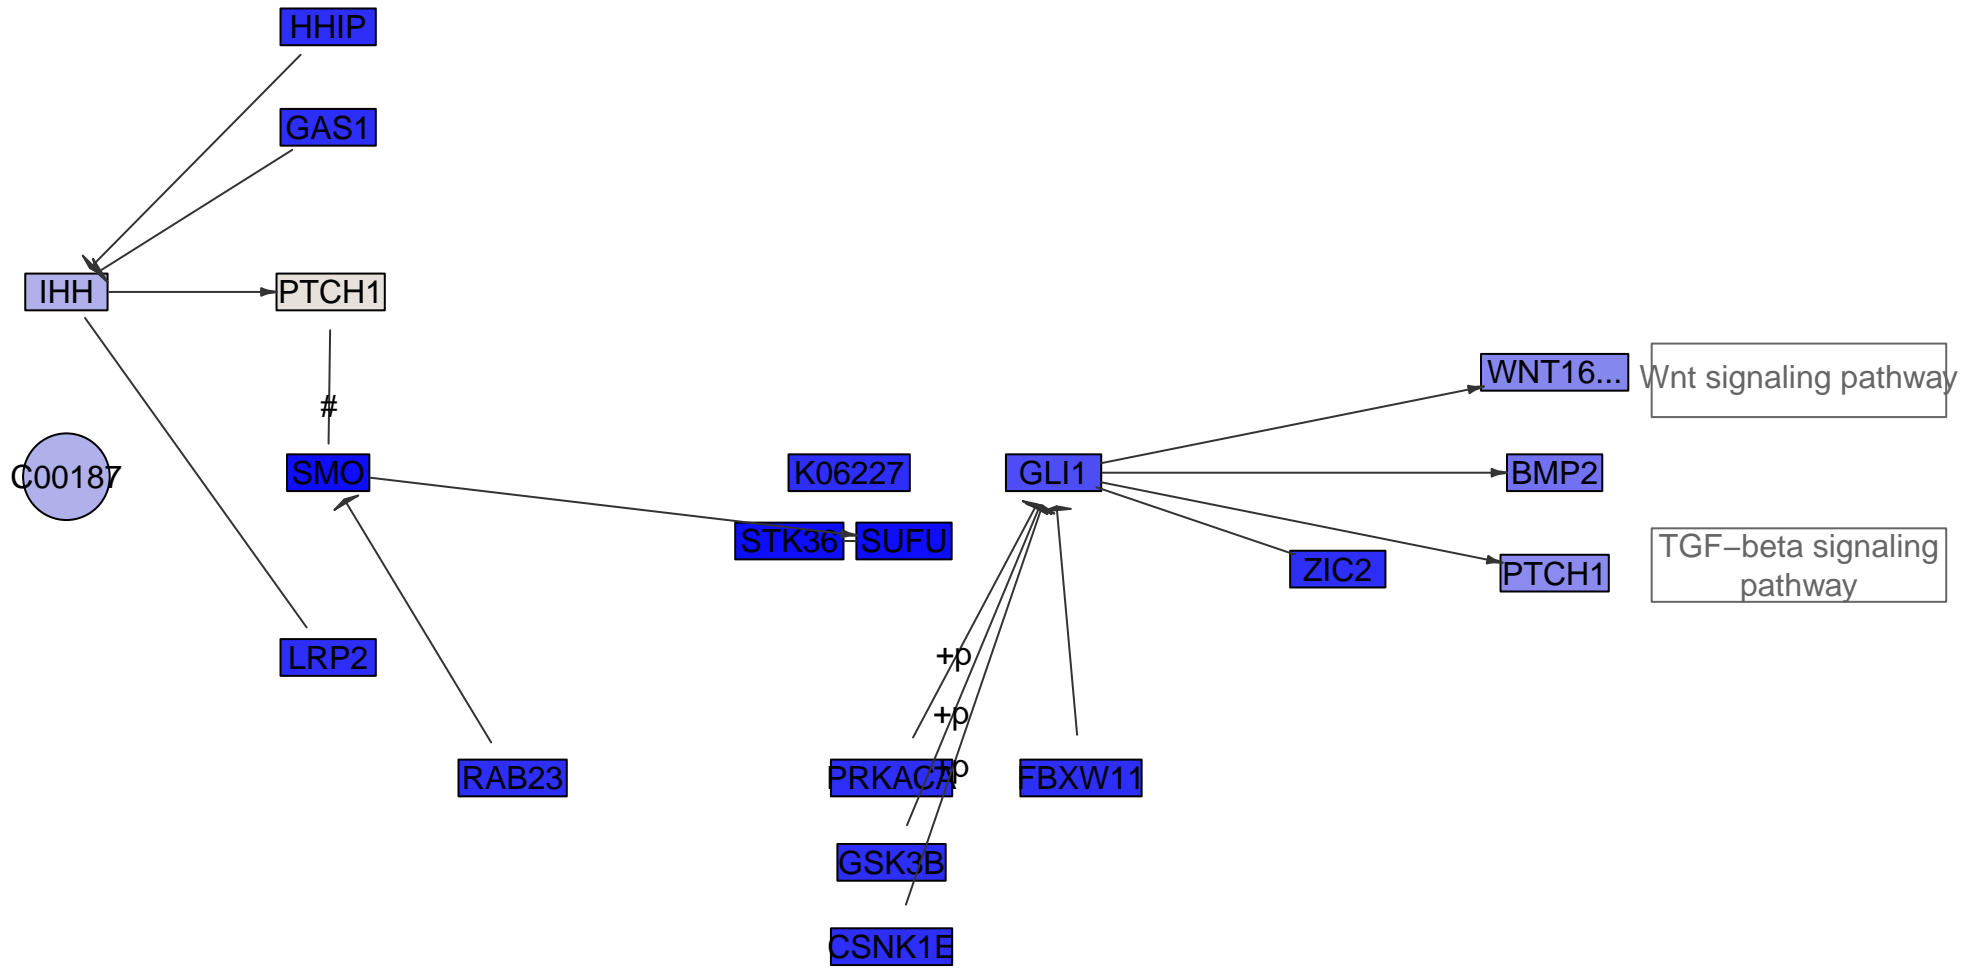 HHIP
GAS1
IHH
PTCH1
#
WNT16...
Wnt signaling pathway
C00187
SMO
K06227
GLI1
BMP2
STK36
SUFU
ZIC2
PTCH1
TGF−beta signaling
pathway
LRP2
+p
+p
+p
RAB23
PRKACA
FBXW11
GSK3B
CSNK1E